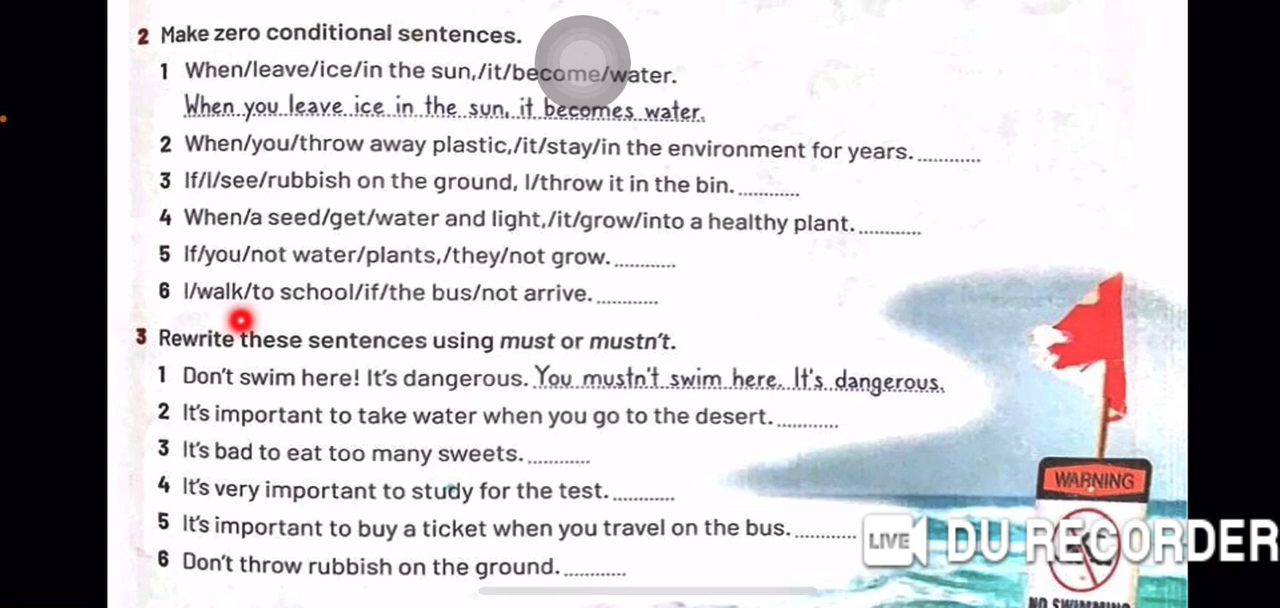 2 Make zero conditional sentences.
1 When/leave/ice/in the sun,/it/become/water.
When you leave ice in the sun, it becomes water.
2 When/you/throw away plastic,/it/stay/in the environment for years. ............
3 If/I/see/rubbish on the ground, I/throw it in the bin. ............
4 When/a seed/get/water and light,/it/grow/into a healthy plant. ............
5 If/you/not water/plants,/they/not grow. ............
6 I/walk/to school/if/the bus/not arrive. ............
3 Rewrite these sentences using must or mustn't.
1 Don't swim here! It's dangerous. You mustn't swim here. It's dangerous.
2 It's important to take water when you go to the desert. ............
3 It's bad to eat too many sweets. ............
4 It's very important to study for the test. ............
5 It's important to buy a ticket when you travel on the bus. ............
6 Don't throw rubbish on the ground. ............
WARNING
LIVE DU RECORDER
NO SWIMMING